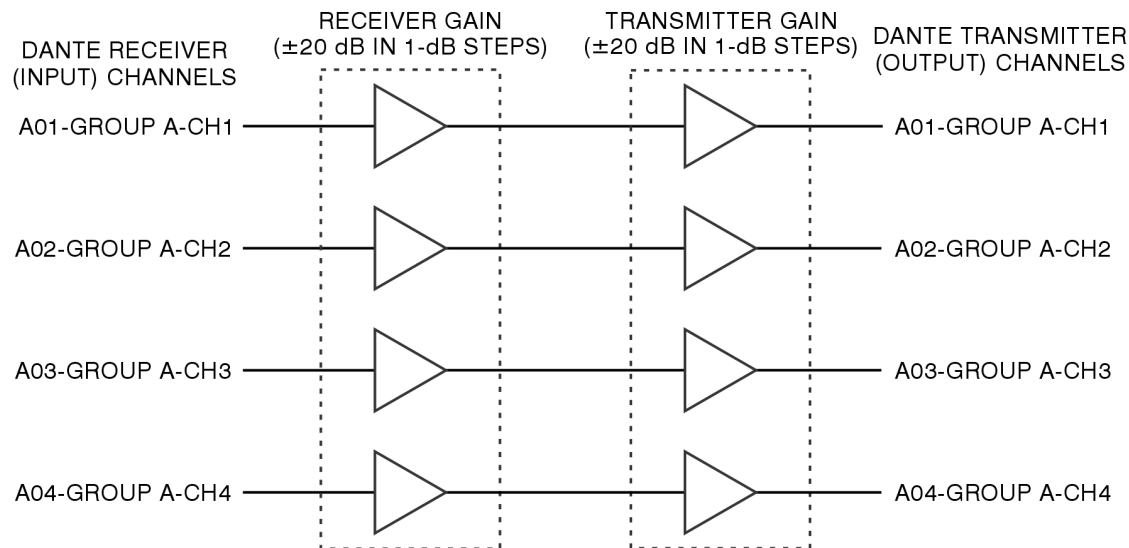 DANTE RECEIVER
(INPUT) CHANNELS
RECEIVER GAIN
(±20 dB IN 1-dB STEPS)
TRANSMITTER GAIN
(±20 dB IN 1-dB STEPS)
DANTE TRANSMITTER
(OUTPUT) CHANNELS
A01-GROUP A-CH1
A01-GROUP A-CH1
A02-GROUP A-CH2
A02-GROUP A-CH2
A03-GROUP A-CH3
A03-GROUP A-CH3
A04-GROUP A-CH4
A04-GROUP A-CH4